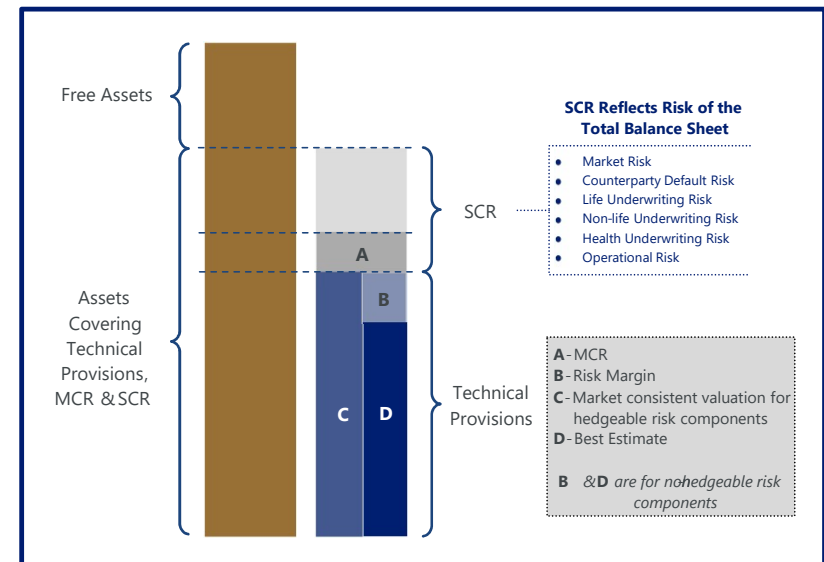 Free Assets
Assets
Covering
Technical
Provisions,
MCR & SCR
A
B
C
D
SCR
Technical
Provisions
SCR Reflects Risk of the
Total Balance Sheet
• Market Risk
• Counterparty Default Risk
• Life Underwriting Risk
• Non-life Underwriting Risk
• Health Underwriting Risk
• Operational Risk
A-MCR
B-Risk Margin
C-Market consistent valuation for
hedgeable risk components
D-Best Estimate
B &D are for nohedgeable risk
components